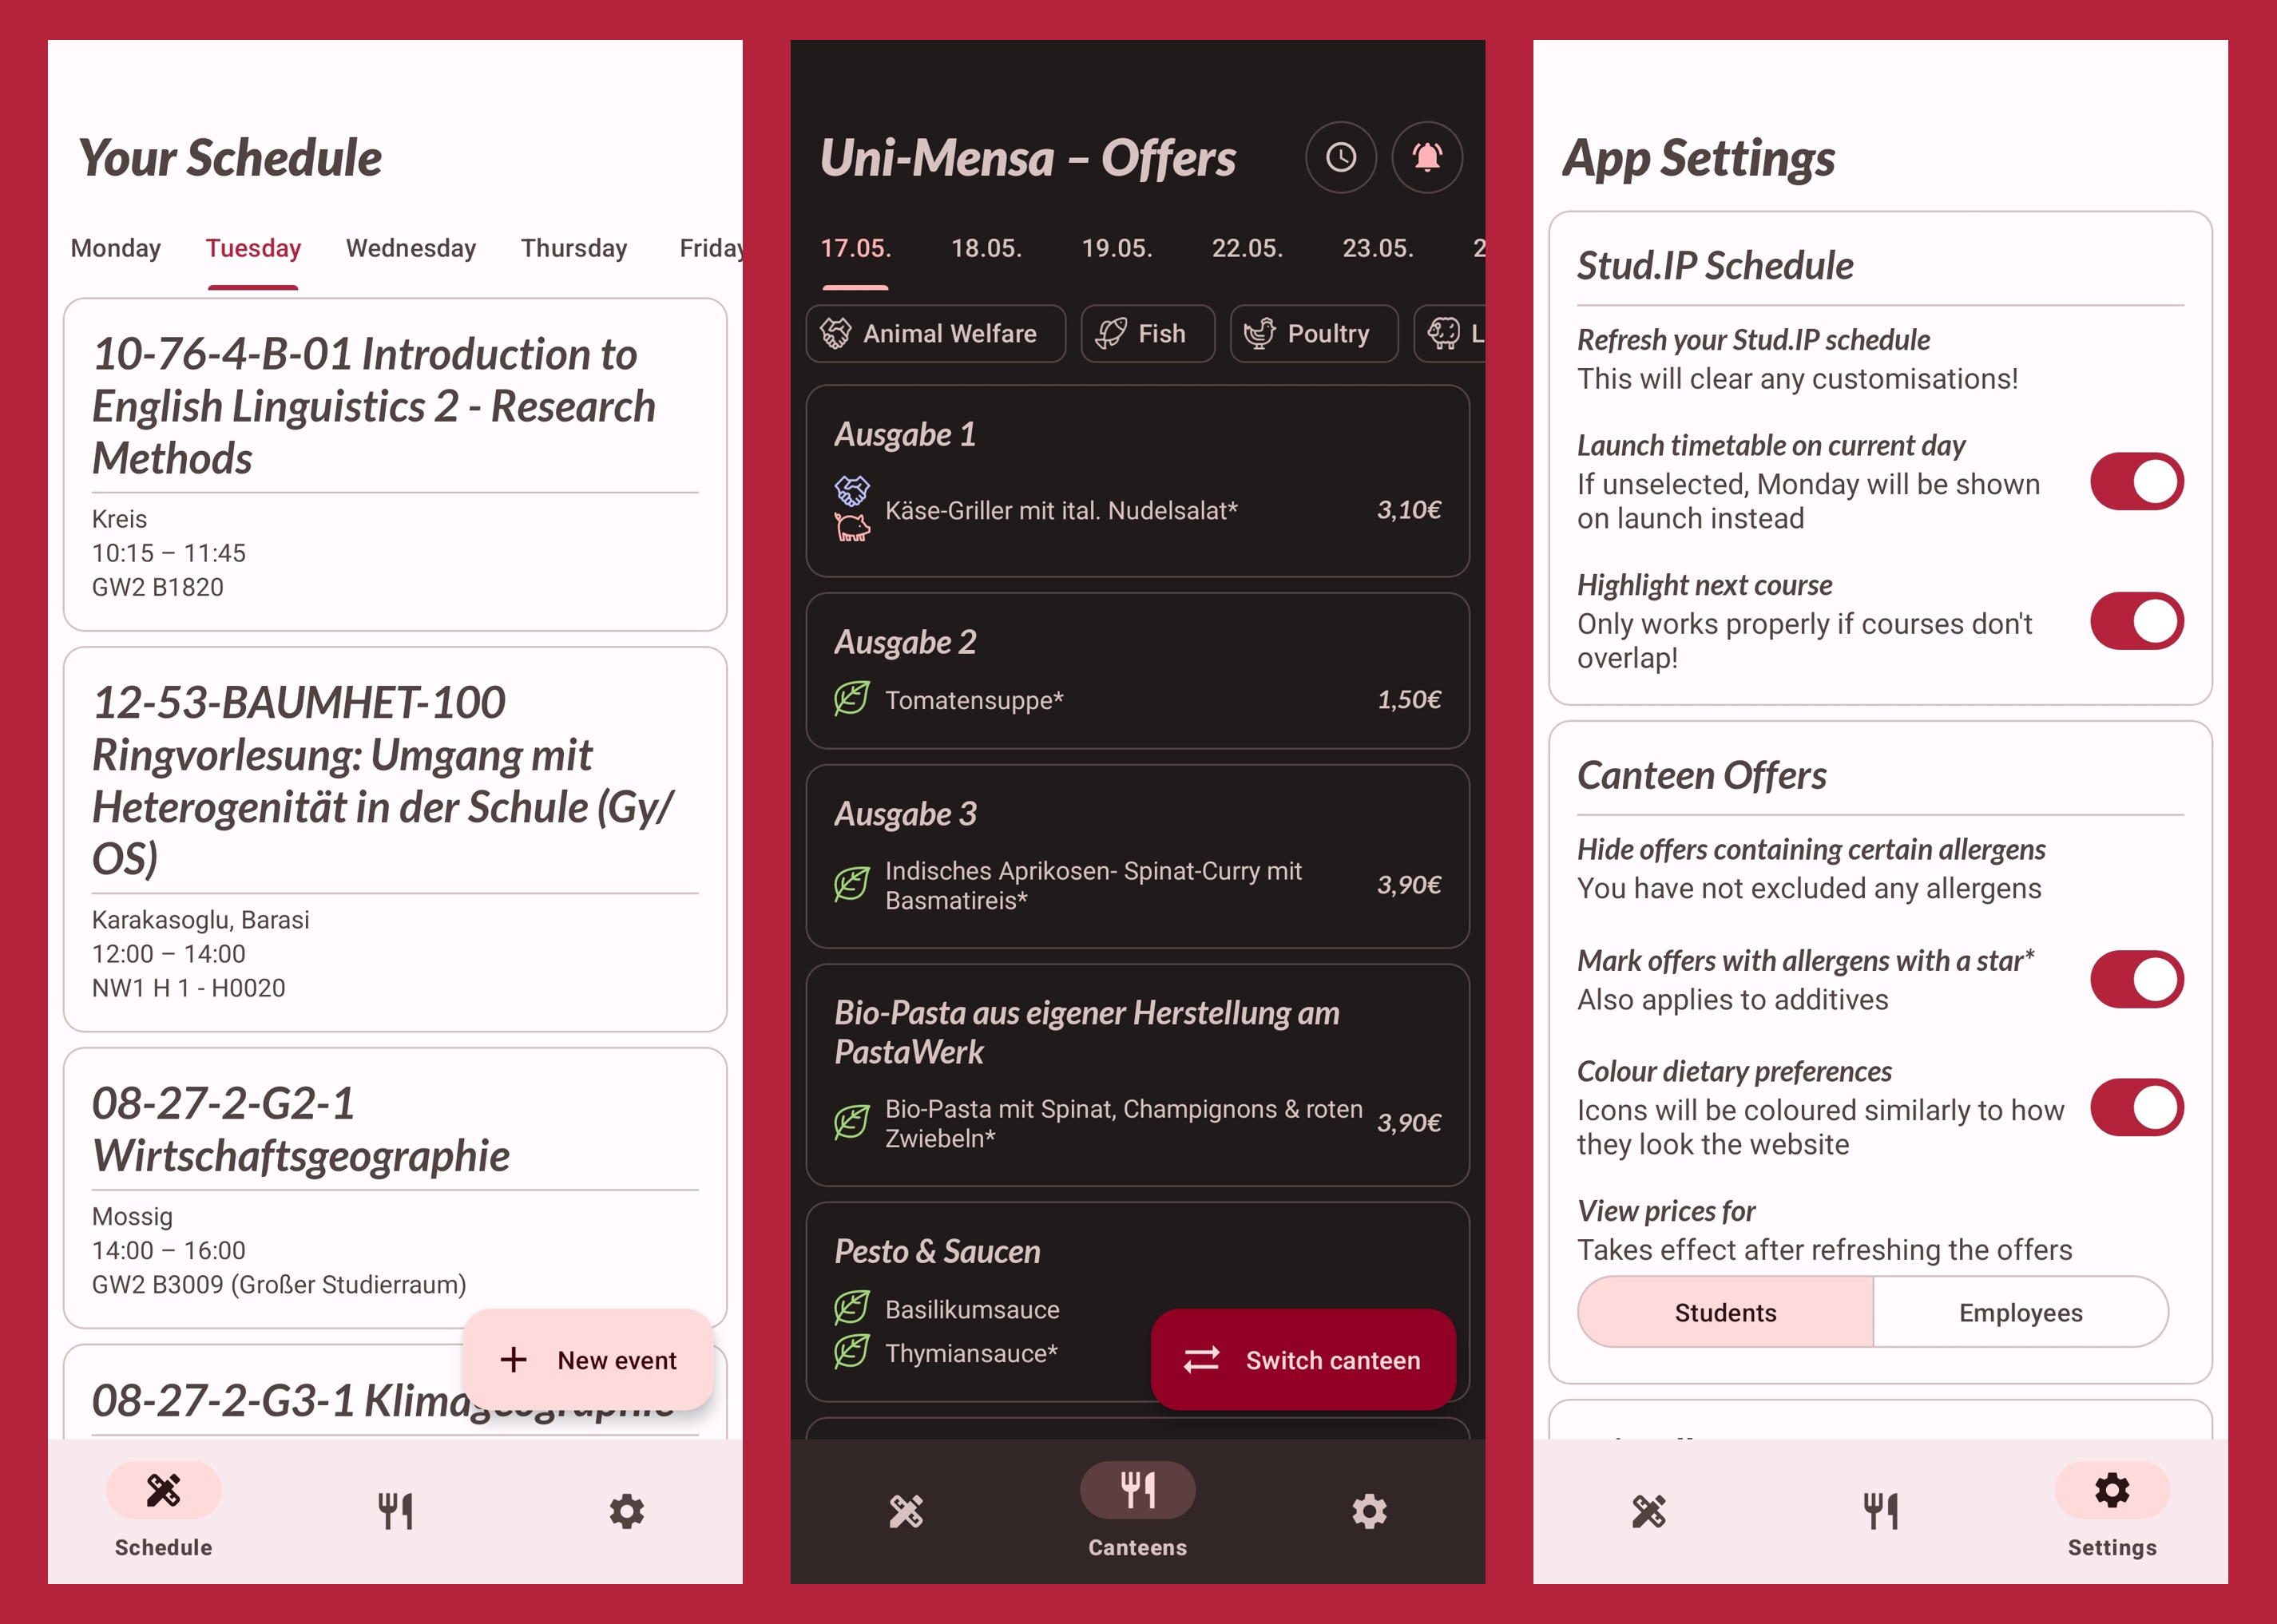 Your Schedule
Monday Tuesday Wednesday Thursday Friday
10-76-4-B-01 Introduction to
English Linguistics 2 - Research
Methods
Kreis
10:15 – 11:45
GW2 B1820
12-53-BAUMHET-100
Ringvorlesung: Umgang mit
Heterogenität in der Schule (Gy/
OS)
Karakasoglu, Barasi
12:00 – 14:00
NW1 H 1 - H0020
08-27-2-G2-1
Wirtschaftsgeographie
Mossig
14:00 – 16:00
GW2 B3009 (Großer Studierraum)
08-27-2-G3-1 Klimageographie
New event
Schedule
Uni-Mensa – Offers
17.05. 18.05. 19.05. 22.05. 23.05. 2
Animal Welfare Fish Poultry L
Ausgabe 1
Käse-Griller mit ital. Nudelsalat* 3,10€
Ausgabe 2
Tomatensuppe* 1,50€
Ausgabe 3
Indisches Aprikosen- Spinat-Curry mit
Basmatireis* 3,90€
Bio-Pasta aus eigener Herstellung am
PastaWerk
Bio-Pasta mit Spinat, Champignons & roten
Zwiebeln* 3,90€
Pesto & Saucen
Basilikumsauce
Thymiansauce*
Switch canteen
Canteens
App Settings
Stud.IP Schedule
Refresh your Stud.IP schedule
This will clear any customisations!
Launch timetable on current day
If unselected, Monday will be shown
on launch instead
Highlight next course
Only works properly if courses don't
overlap!
Canteen Offers
Hide offers containing certain allergens
You have not excluded any allergens
Mark offers with allergens with a star*
Also applies to additives
Colour dietary preferences
Icons will be coloured similarly to how
they look the website
View prices for
Takes effect after refreshing the offers
Students Employees
Settings